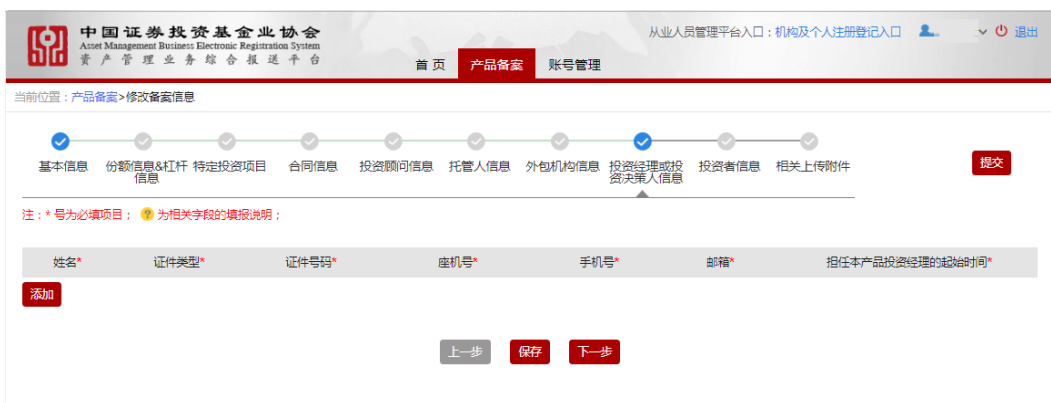 中国证券投资基金业协会
Asset Management Business Electronic Registration System
资产管理业务综合报送平台
从业人员管理平台入口：机构及个人注册登记入口 退出
首页 产品备案 账号管理
当前位置：产品备案>修改备案信息
基本信息 份额信息&杠杆信息 特定投资项目 合同信息 投资顾问信息 托管人信息 外包机构信息 投资经理或投资决策人信息 投资者信息 相关上传附件
提交
注：* 号为必填项目； ? 为相关字段的填报说明；
姓名* 证件类型* 证件号码* 座机号* 手机号* 邮箱* 担任本产品投资经理的起始时间*
添加
上一步 保存 下一步